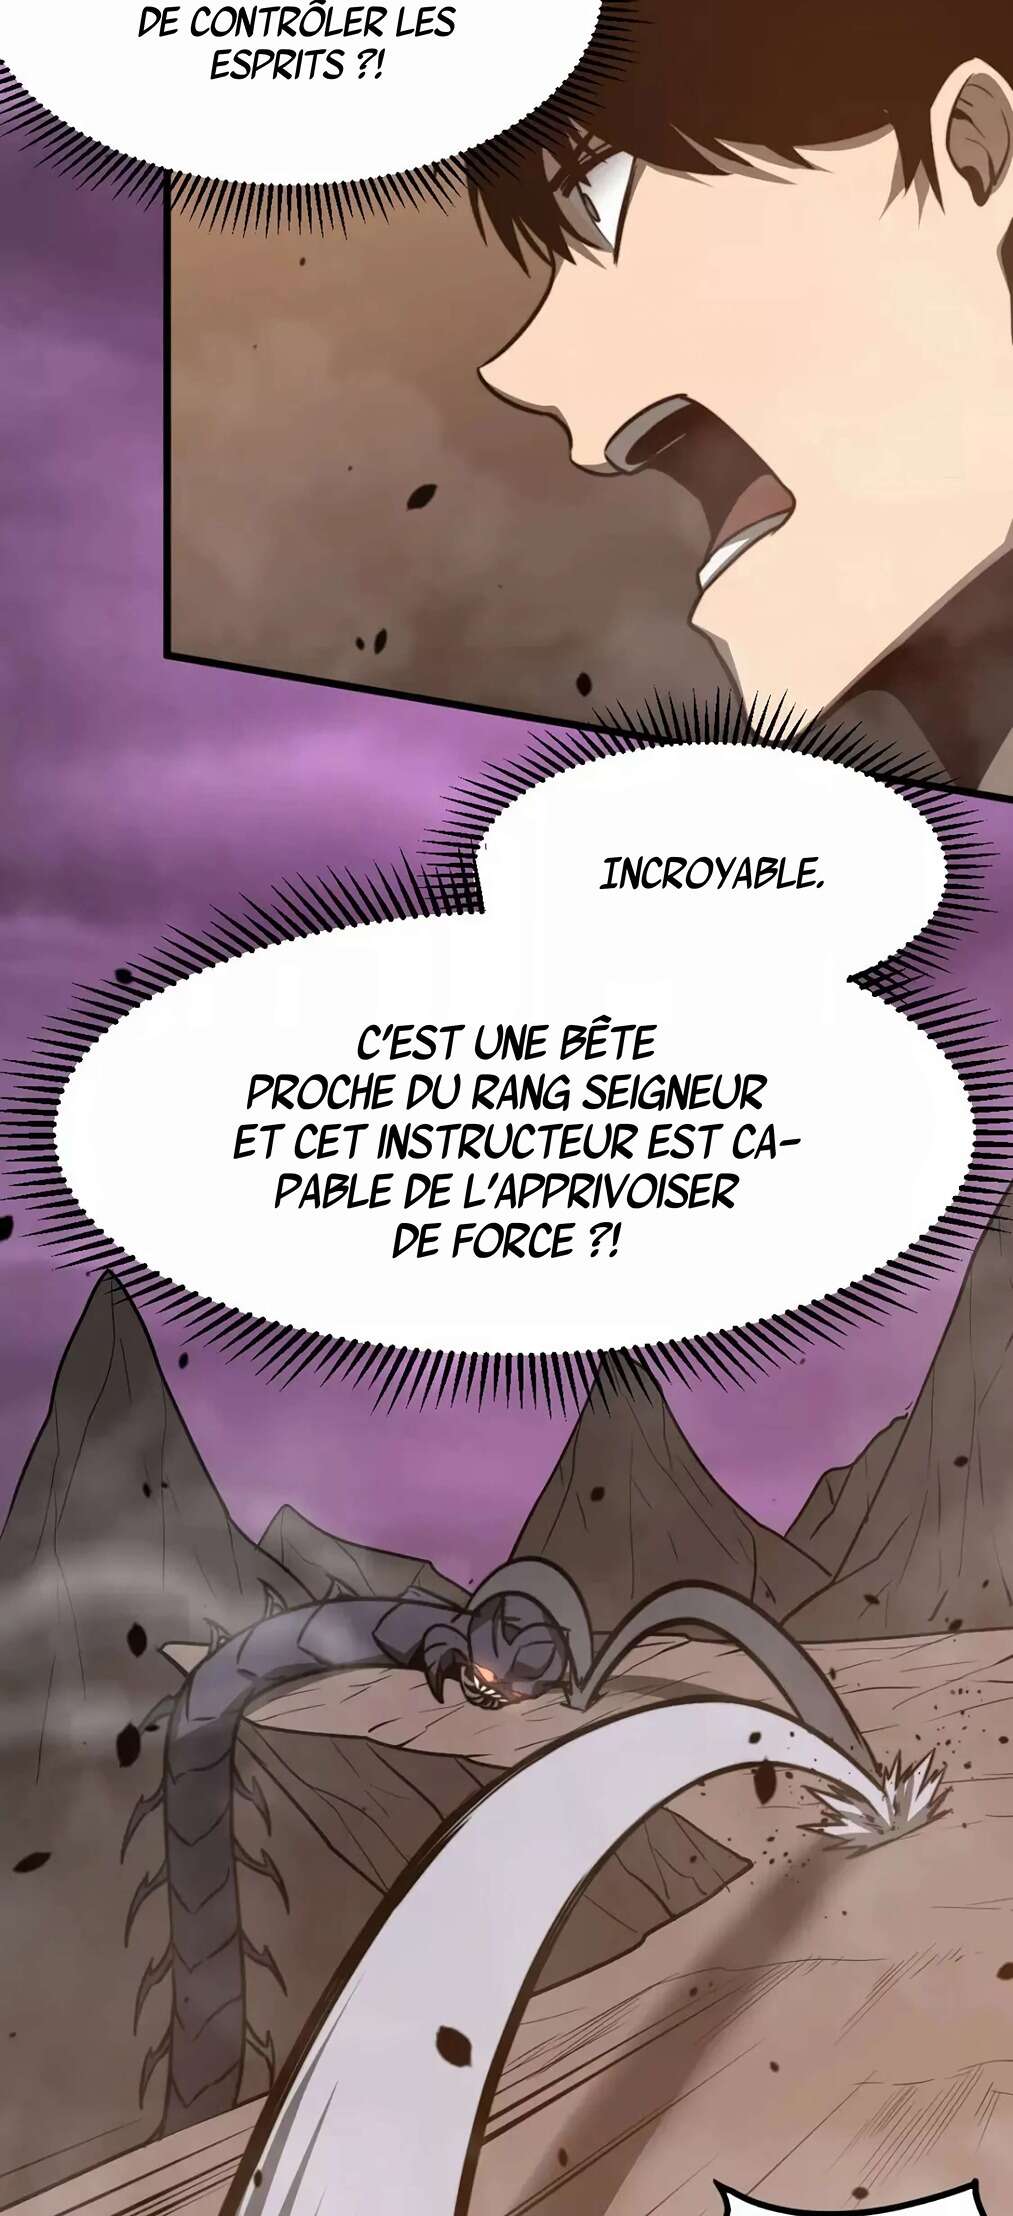 DE CONTRÔLER LES
ESPRITS ?!
INCROYABLE.
C'EST UNE BÊTE
PROCHE DU RANG SEIGNEUR
ET CET INSTRUCTEUR EST CA-
PABLE DE L'APPRIVOISER
DE FORCE ?!